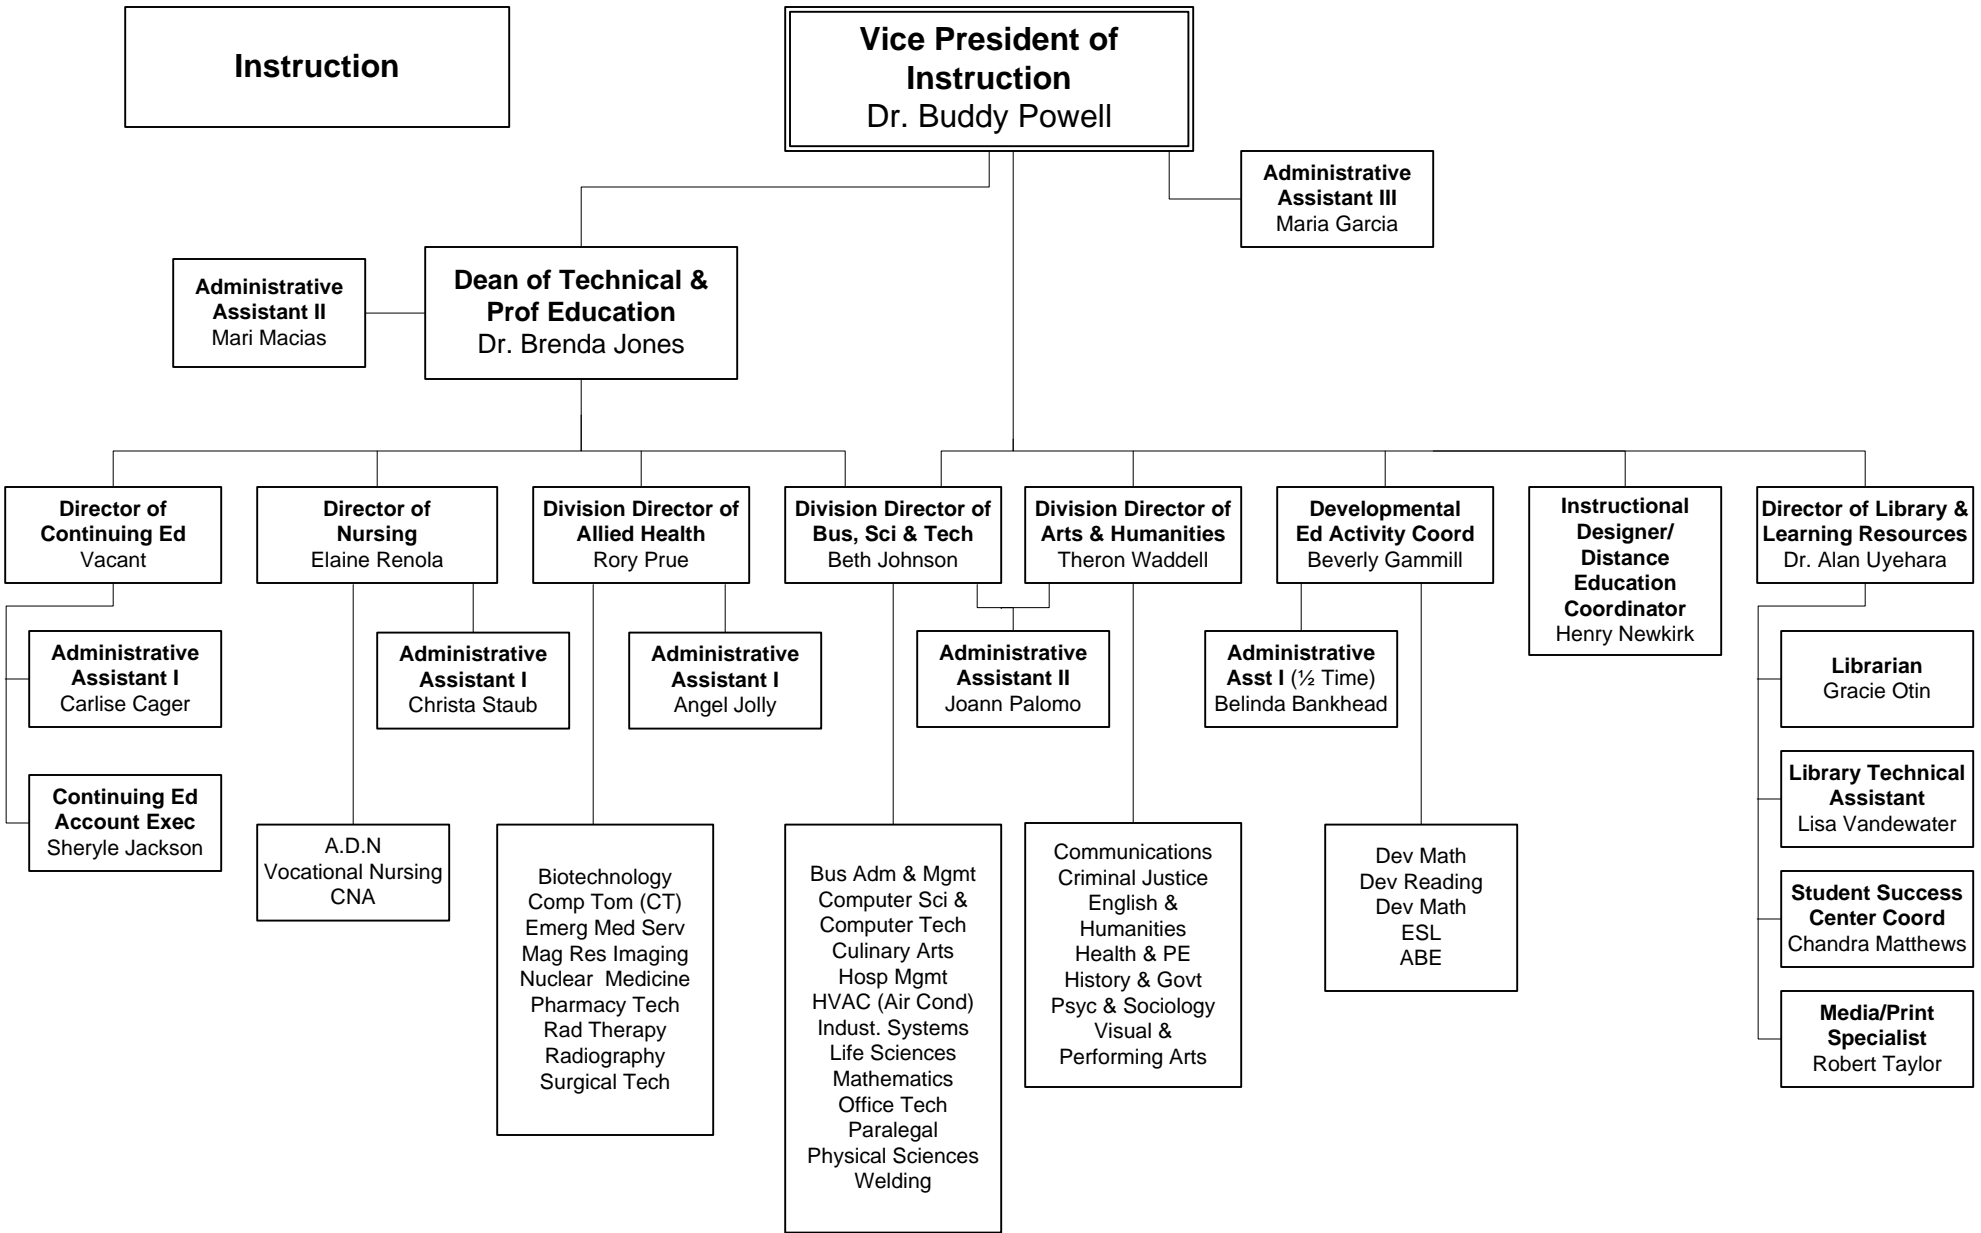 Instruction
Vice President of
Instruction
Dr. Buddy Powell
Administrative
Assistant III
Maria Garcia
Administrative
Assistant II
Mari Macias
Dean of Technical &
Prof Education
Dr. Brenda Jones
Director of
Continuing Ed
Vacant
Director of
Nursing
Elaine Renola
Division Director of
Allied Health
Rory Prue
Division Director of
Bus, Sci & Tech
Beth Johnson
Division Director of
Arts & Humanities
Theron Waddell
Developmental
Ed Activity Coord
Beverly Gammill
Instructional
Designer/
Distance
Education
Coordinator
Henry Newkirk
Director of Library &
Learning Resources
Dr. Alan Uyehara
Administrative
Assistant I
Carlise Cager
Administrative
Assistant I
Christa Staub
Administrative
Assistant I
Angel Jolly
Administrative
Assistant II
Joann Palomo
Administrative
Asst I (½ Time)
Belinda Bankhead
Librarian
Gracie Otin
Continuing Ed
Account Exec
Sheryle Jackson
Library Technical
Assistant
Lisa Vandewater
Student Success
Center Coord
Chandra Matthews
Media/Print
Specialist
Robert Taylor
A.D.N
Vocational Nursing
CNA
Biotechnology
Comp Tom (CT)
Emerg Med Serv
Mag Res Imaging
Nuclear  Medicine
Pharmacy Tech
Rad Therapy
Radiography
Surgical Tech
Bus Adm & Mgmt
Computer Sci &
Computer Tech
Culinary Arts
Hosp Mgmt
HVAC (Air Cond)
Indust. Systems
Life Sciences
Mathematics
Office Tech
Paralegal
Physical Sciences
Welding
Communications
Criminal Justice
English &
Humanities
Health & PE
History & Govt
Psyc & Sociology
Visual &
Performing Arts
Dev Math
Dev Reading
Dev Math
ESL
ABE